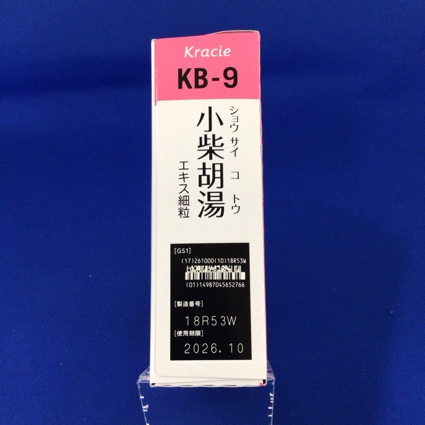 Kracie
KB-9
ショウ サイ コ トウ
小柴胡湯
エキス細粒
[GS1]
(17)261000(10)18R53W
(01)14987045652766
[製造番号]
18R53W
[使用期限]
2026.10